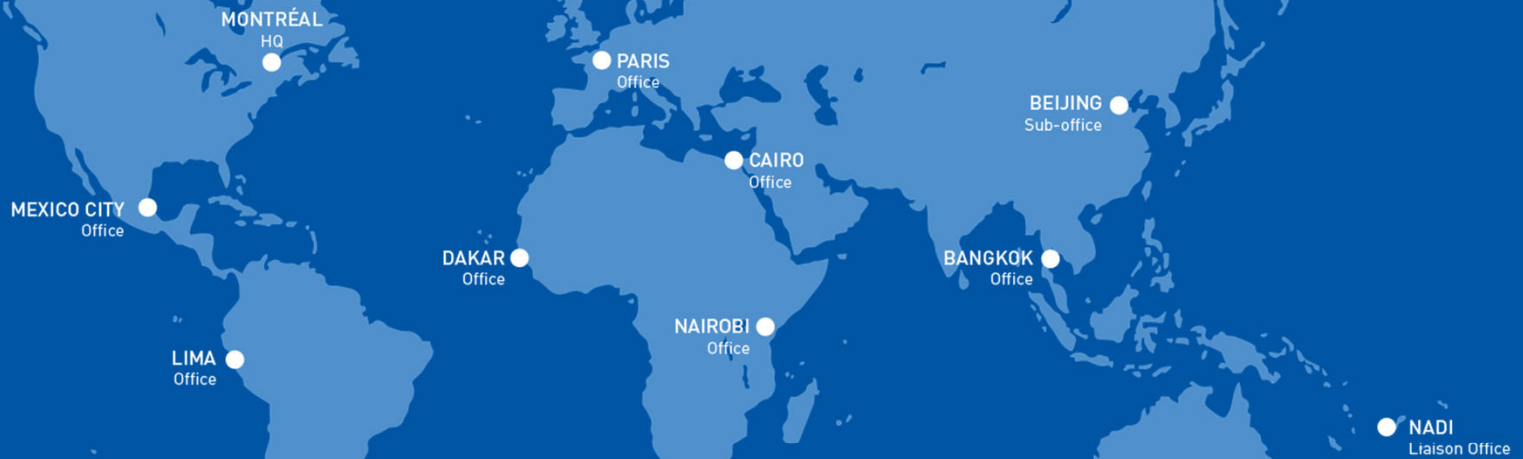 MONTRÉAL
HQ
PARIS
Office
BEIJING
Sub-office
CAIRO
Office
MEXICO CITY
Office
DAKAR
Office
BANGKOK
Office
NAIROBI
Office
LIMA
Office
NADI
Liaison Office